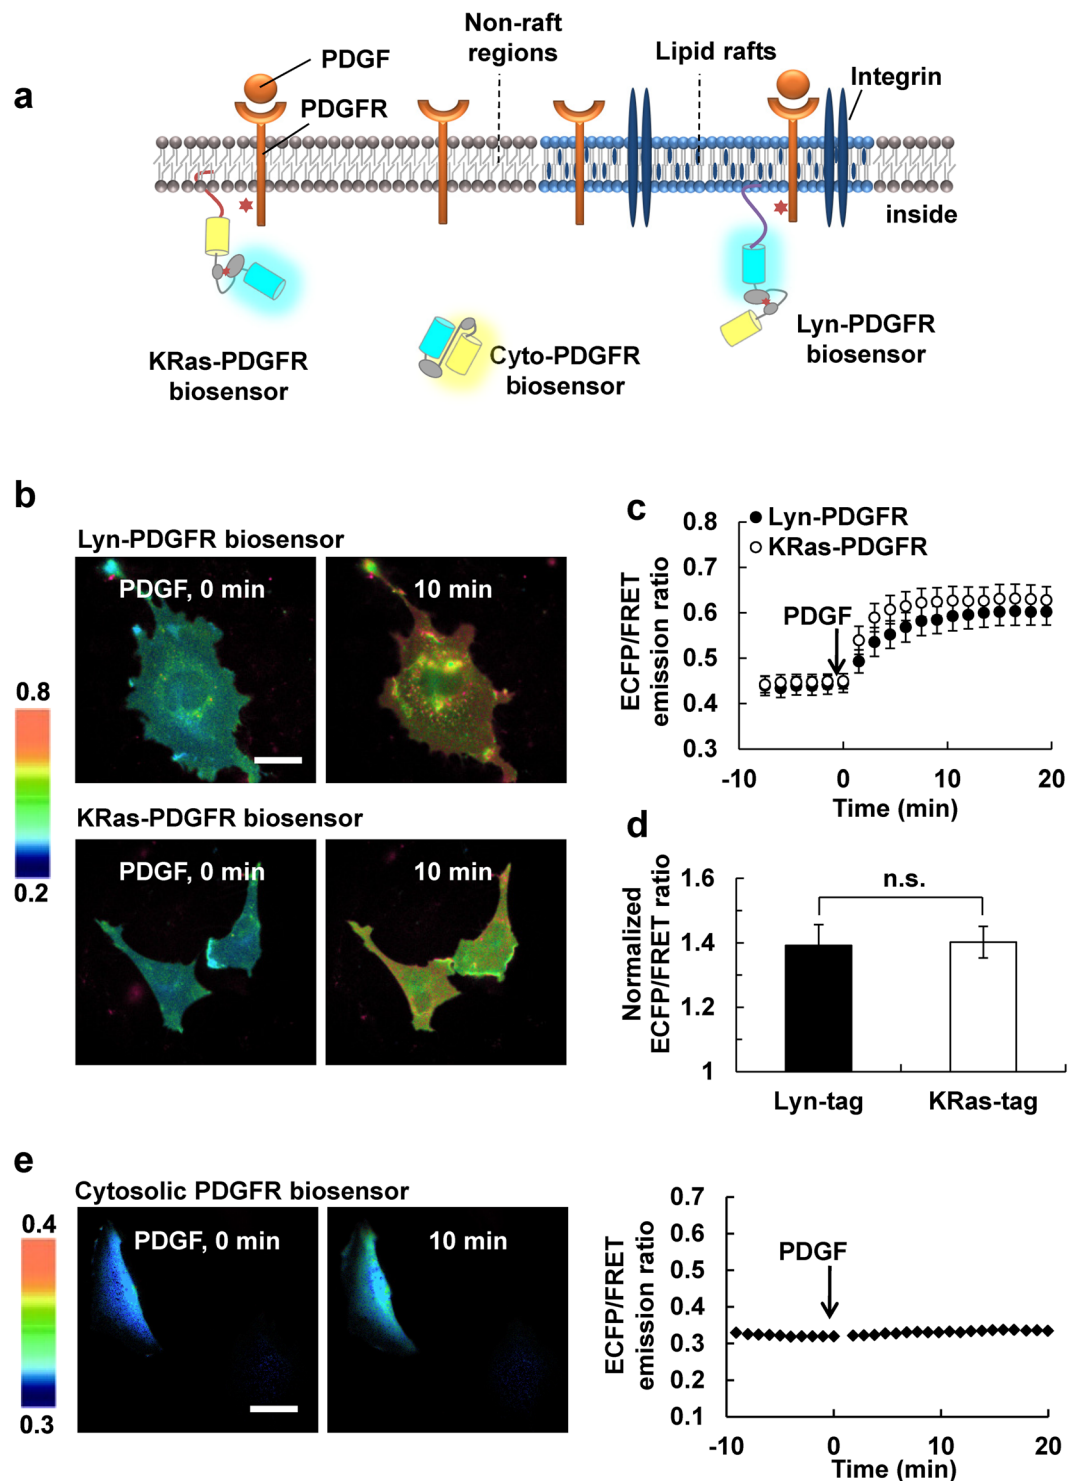 a
Non-raft
regions
Lipid rafts
PDGF
Integrin
PDGFR
inside
KRas-PDGFR
biosensor
Cyto-PDGFR
biosensor
Lyn-PDGFR
biosensor
b
Lyn-PDGFR biosensor
PDGF, 0 min
10 min
0.8
0.2
KRas-PDGFR biosensor
PDGF, 0 min
10 min
c
Lyn-PDGFR
KRas-PDGFR
PDGF
ECFP/FRET
emission ratio
0.8
0.7
0.6
0.5
0.4
0.3
-10 0 10 20
Time (min)
d
n.s.
Normalized
ECFP/FRET ratio
1.6
1.4
1.2
1
Lyn-tag KRas-tag
e
Cytosolic PDGFR biosensor
PDGF, 0 min
10 min
0.4
0.3
ECFP/FRET
emission ratio
PDGF
0.7
0.6
0.5
0.4
0.3
0.2
0.1
-10 0 10 20
Time (min)